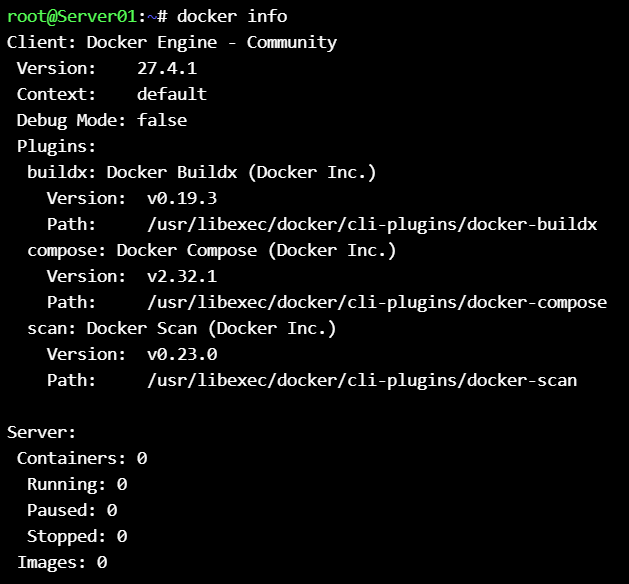 root@Server01:~# docker info
Client: Docker Engine - Community
 Version:    27.4.1
 Context:    default
 Debug Mode: false
 Plugins:
  buildx: Docker Buildx (Docker Inc.)
    Version:  v0.19.3
    Path:     /usr/libexec/docker/cli-plugins/docker-buildx
  compose: Docker Compose (Docker Inc.)
    Version:  v2.32.1
    Path:     /usr/libexec/docker/cli-plugins/docker-compose
  scan: Docker Scan (Docker Inc.)
    Version:  v0.23.0
    Path:     /usr/libexec/docker/cli-plugins/docker-scan

Server:
 Containers: 0
  Running: 0
  Paused: 0
  Stopped: 0
 Images: 0